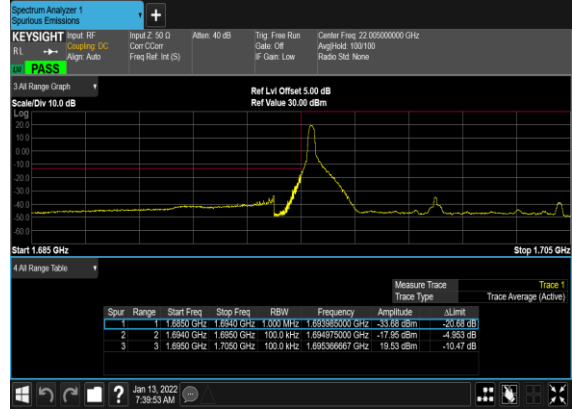 Spectrum Analyzer 1
Spurious Emissions
KEYSIGHT Input: RF Input Z: 50 Ω Atten: 40 dB Trig: Free Run Center Freq: 22.005000000 GHz
RL Coupling: DC Corr CCorr Gate: Off Avg|Hold: 100/100
Align: Auto Freq Ref: Int (S) IF Gain: Low Radio Std: None
PASS
3 All Range Graph
Ref Lvl Offset 5.00 dB
Scale/Div 10.0 dB Ref Value 30.00 dBm
Log
20.0
10.0
0.00
-10.0
-20.0
-30.0
-40.0
-50.0
-60.0
Start 1.685 GHz Stop 1.705 GHz
4 All Range Table
Measure Trace Trace 1
Trace Type Trace Average (Active)
Spur Range Start Freq Stop Freq RBW Frequency Amplitude ΔLimit
1 1 1.6850 GHz 1.6940 GHz 1.000 MHz 1.693985000 GHz -33.68 dBm -20.68 dB
2 2 1.6940 GHz 1.6950 GHz 100.0 kHz 1.694975000 GHz -17.95 dBm -4.953 dB
3 3 1.6950 GHz 1.7050 GHz 100.0 kHz 1.695366667 GHz 19.53 dBm -10.47 dB
? Jan 13, 2022
7:39:53 AM